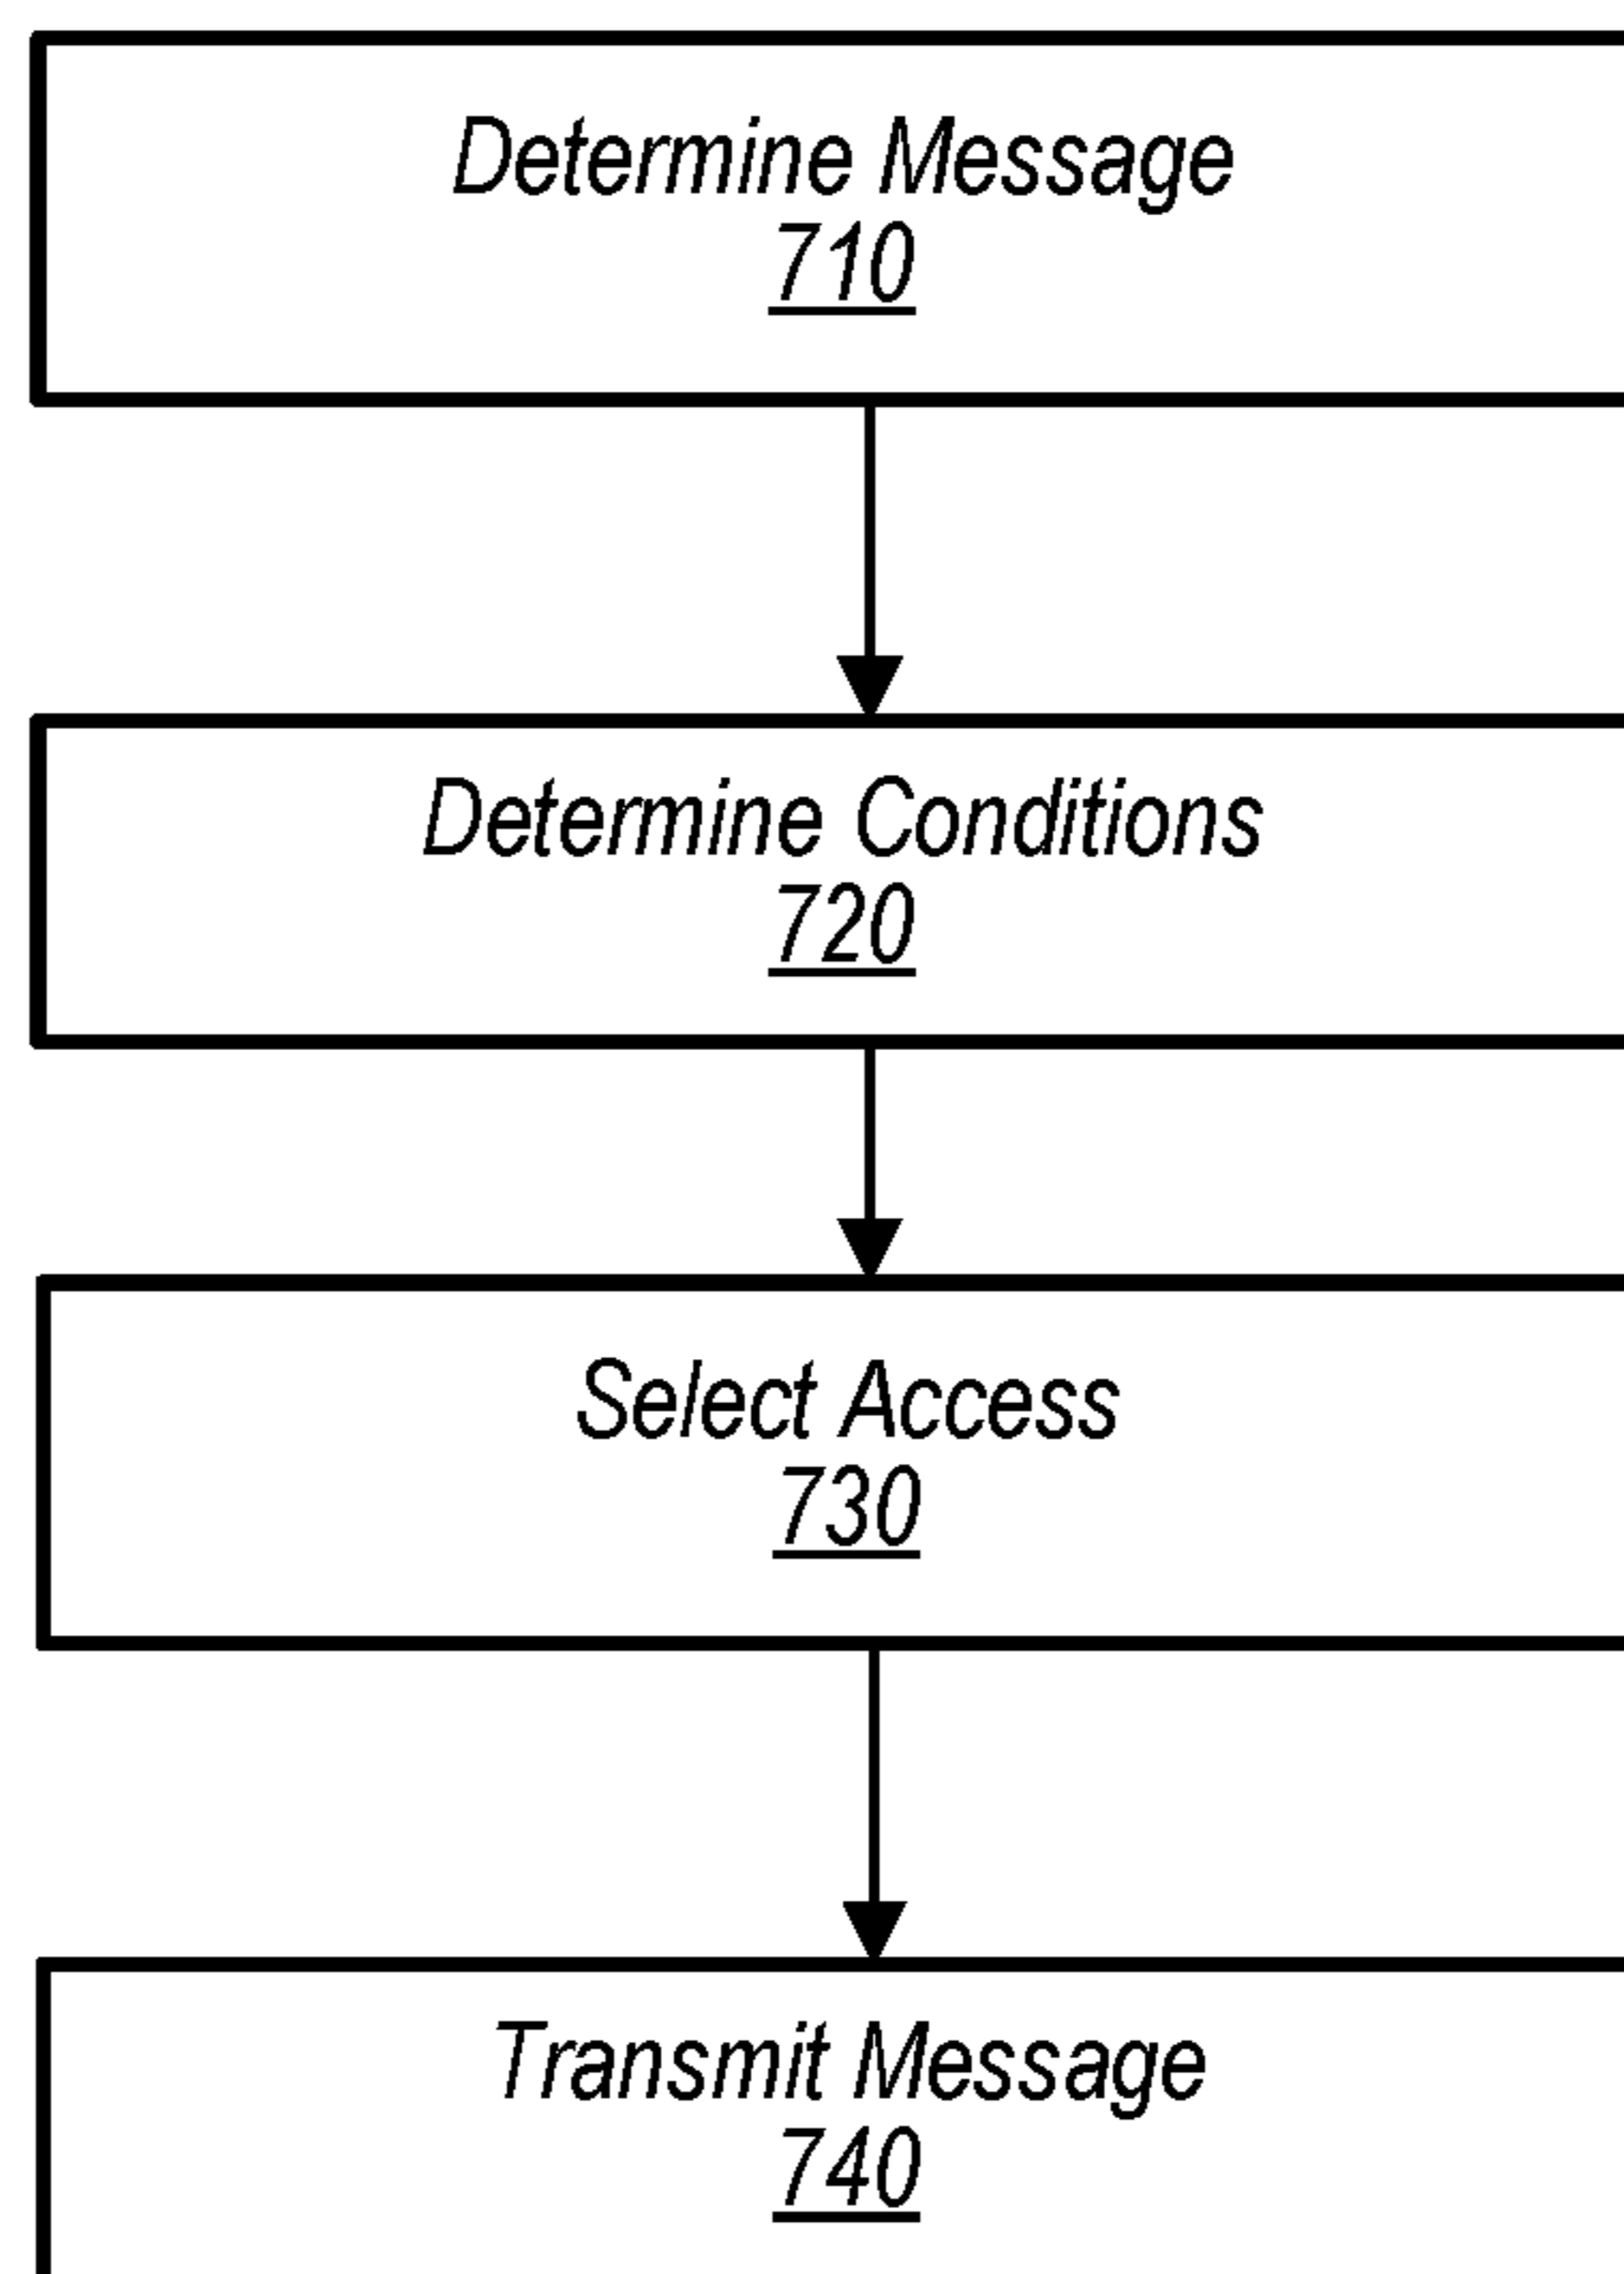 Determine Message
710
Determine Conditions
720
Select Access
730
Transmit Message
740